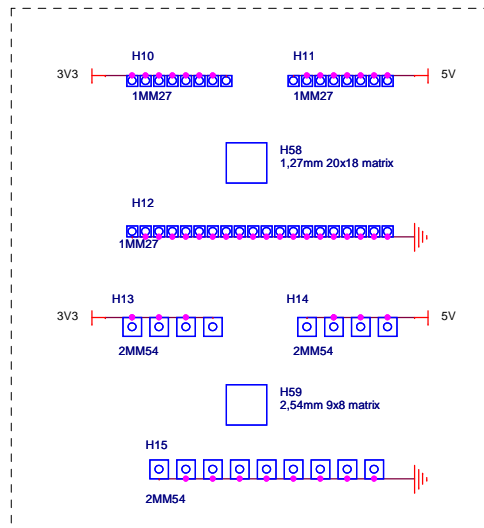 H10
H11
3V3
5V
1MM27
1MM27
H58
1,27mm 20x18 matrix
H12
1MM27
H13
H14
3V3
5V
2MM54
2MM54
H59
2,54mm 9x8 matrix
H15
2MM54